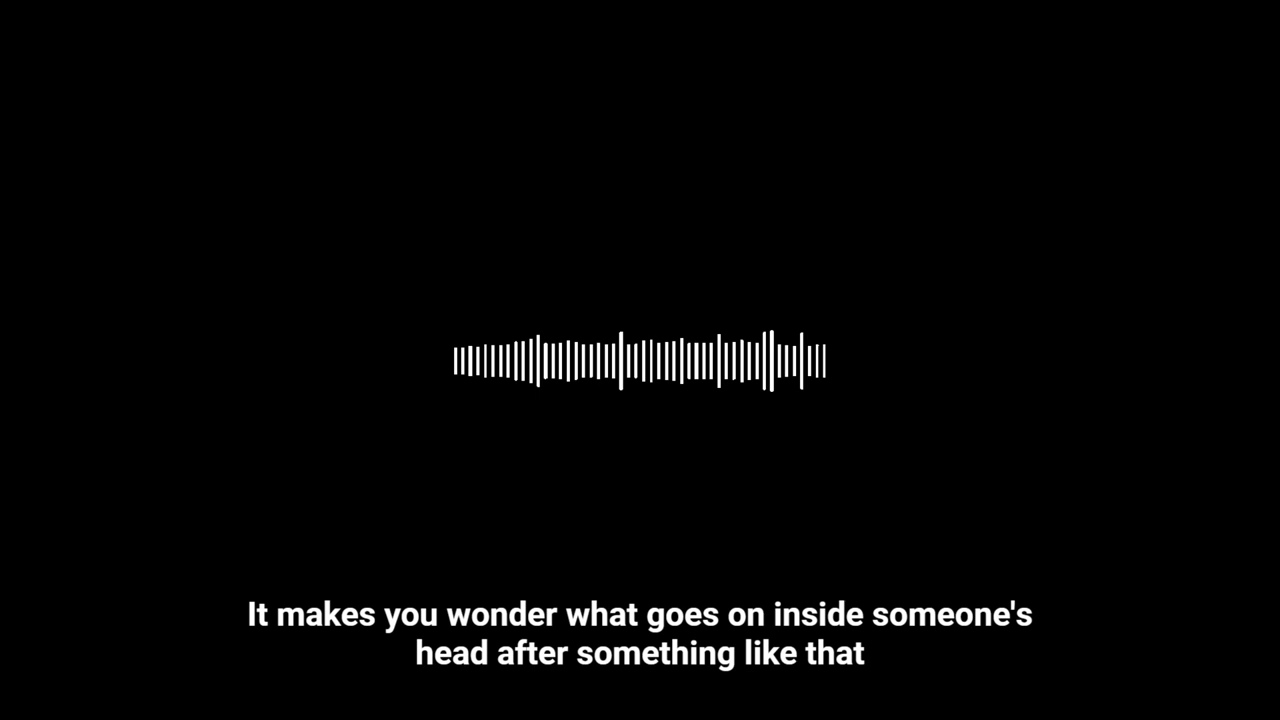 It makes you wonder what goes on inside someone's
head after something like that